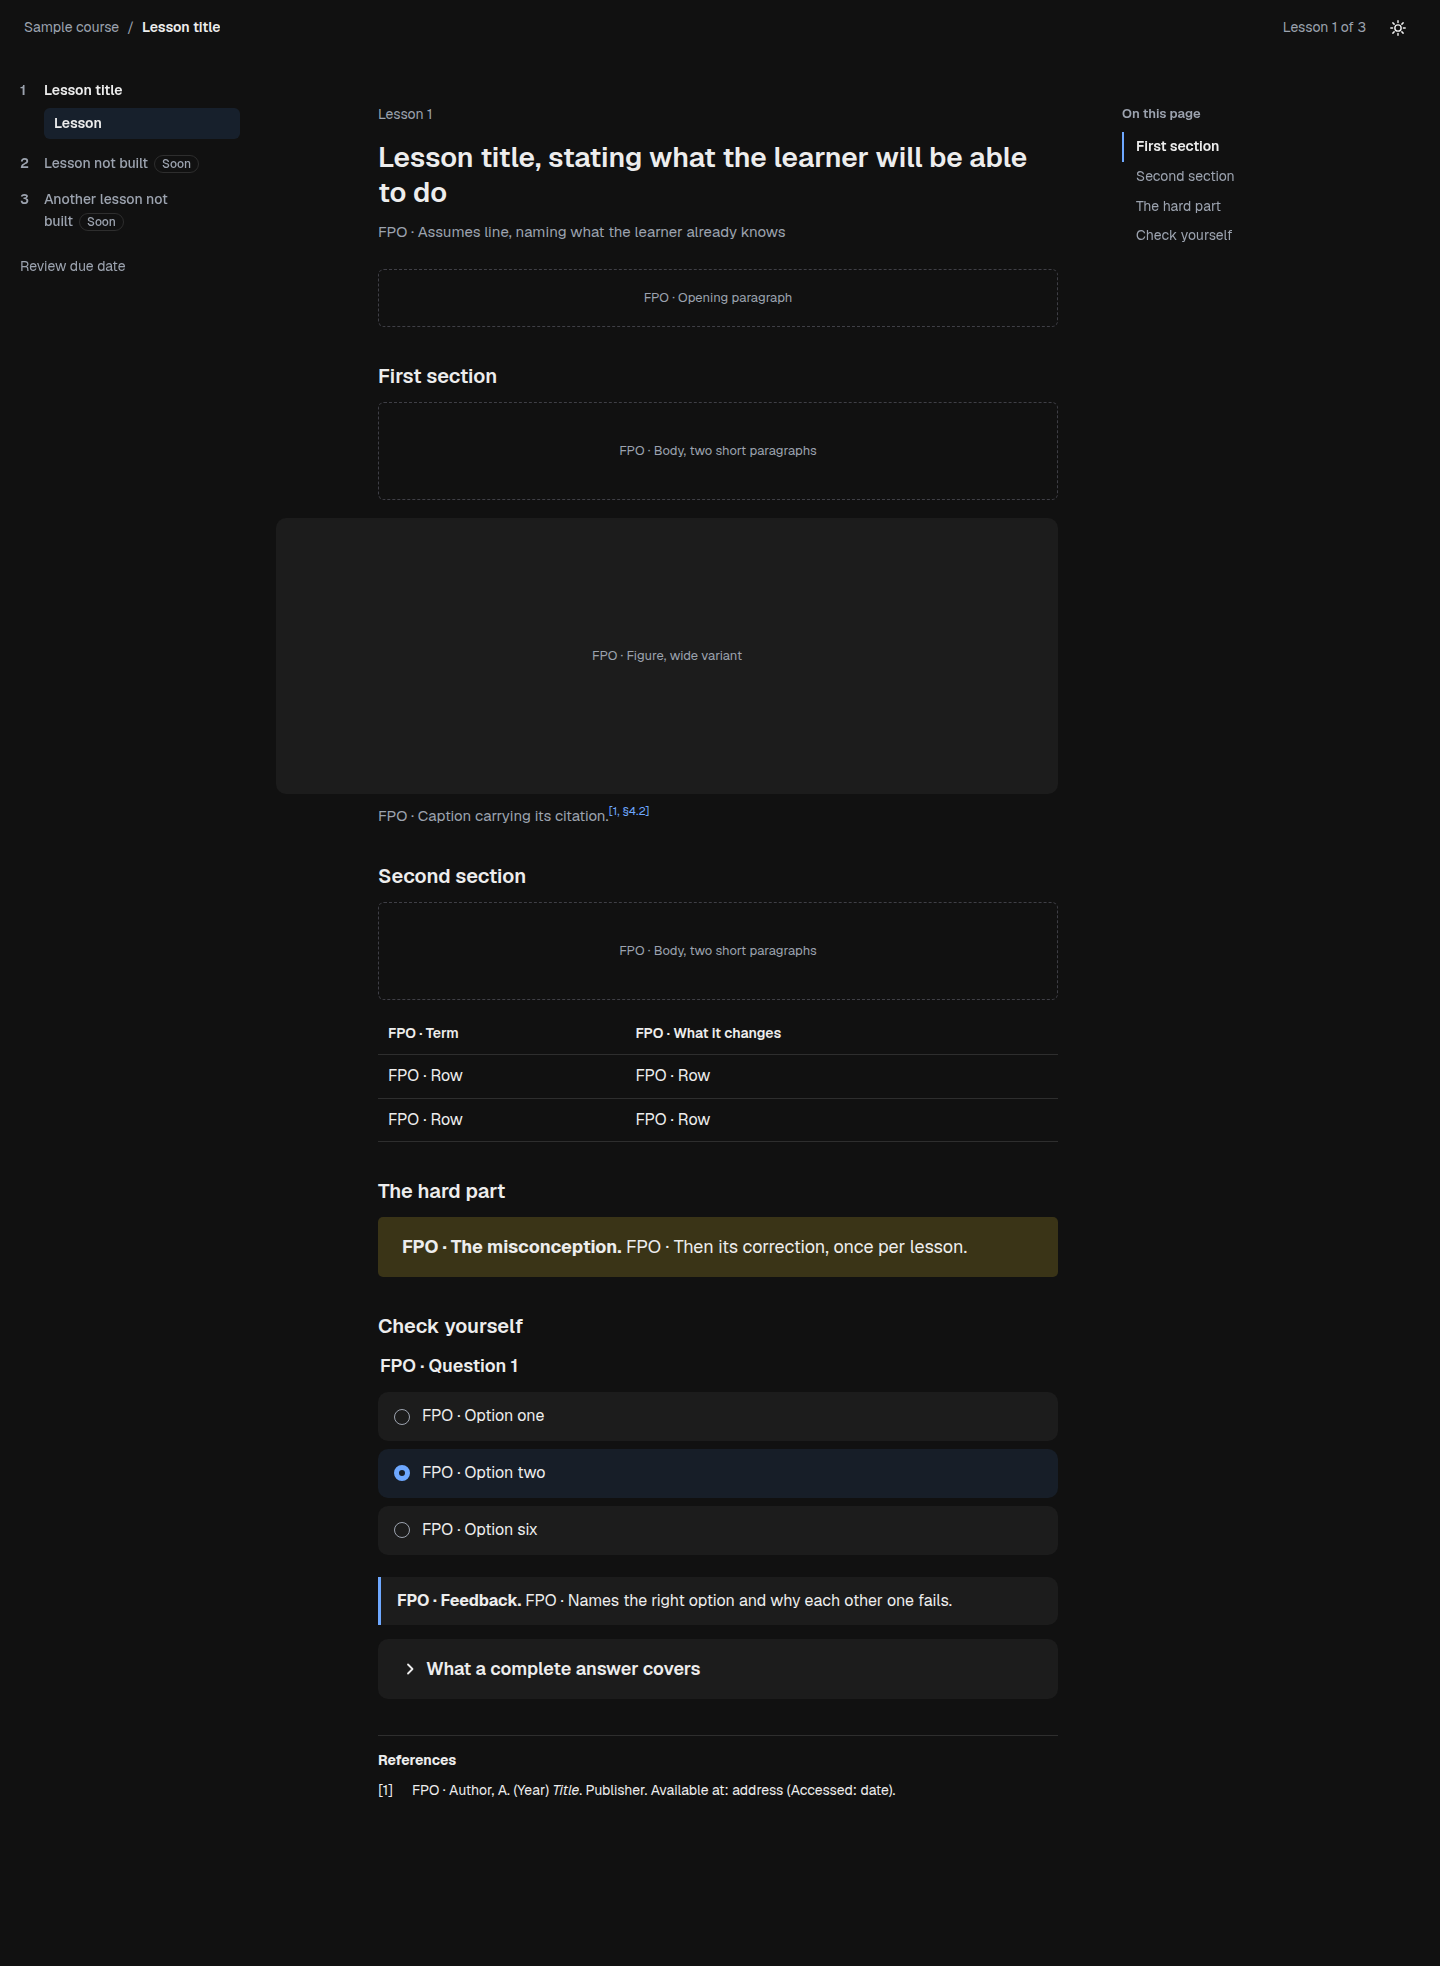 Sample course / Lesson title
Lesson 1 of 3
1 Lesson title
Lesson
2 Lesson not built Soon
3 Another lesson not
built Soon
Review due date
Lesson 1
Lesson title, stating what the learner will be able
to do
FPO · Assumes line, naming what the learner already knows
FPO · Opening paragraph
First section
FPO · Body, two short paragraphs
FPO · Figure, wide variant
FPO · Caption carrying its citation.[1, §4.2]
Second section
FPO · Body, two short paragraphs
FPO · Term FPO · What it changes
FPO · Row FPO · Row
FPO · Row FPO · Row
The hard part
FPO · The misconception. FPO · Then its correction, once per lesson.
Check yourself
FPO · Question 1
FPO · Option one
FPO · Option two
FPO · Option six
FPO · Feedback. FPO · Names the right option and why each other one fails.
What a complete answer covers
References
[1] FPO · Author, A. (Year) Title. Publisher. Available at: address (Accessed: date).
On this page
First section
Second section
The hard part
Check yourself